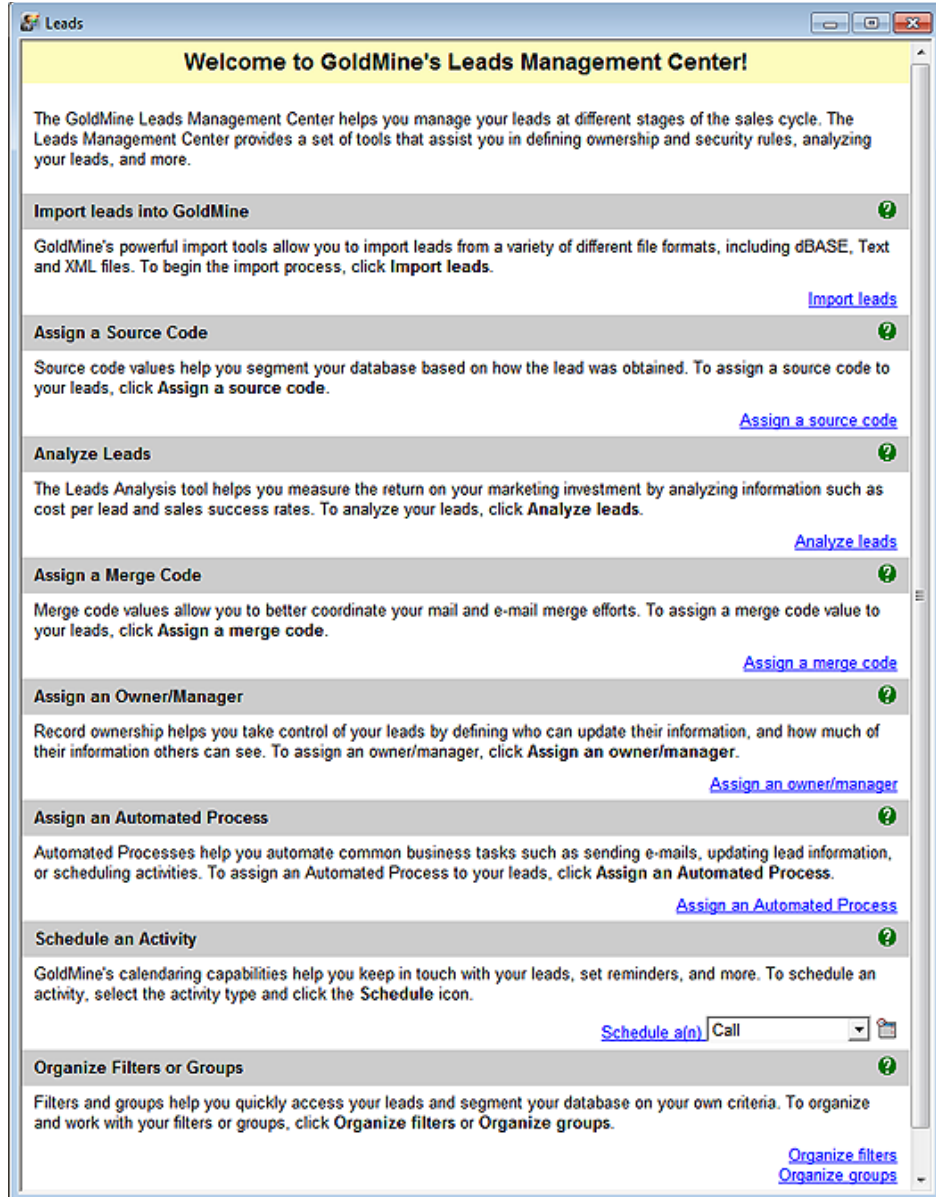 Leads
Welcome to GoldMine's Leads Management Center!
The GoldMine Leads Management Center helps you manage your leads at different stages of the sales cycle. The
Leads Management Center provides a set of tools that assist you in defining ownership and security rules, analyzing
your leads, and more.
Import leads into GoldMine
GoldMine's powerful import tools allow you to import leads from a variety of different file formats, including dBASE, Text
and XML files. To begin the import process, click Import leads.
Import leads
Assign a Source Code
Source code values help you segment your database based on how the lead was obtained. To assign a source code to
your leads, click Assign a source code.
Assign a source code
Analyze Leads
The Leads Analysis tool helps you measure the return on your marketing investment by analyzing information such as
cost per lead and sales success rates. To analyze your leads, click Analyze leads.
Analyze leads
Assign a Merge Code
Merge code values allow you to better coordinate your mail and e-mail merge efforts. To assign a merge code value to
your leads, click Assign a merge code.
Assign a merge code
Assign an Owner/Manager
Record ownership helps you take control of your leads by defining who can update their information, and how much of
their information others can see. To assign an owner/manager, click Assign an owner/manager.
Assign an owner/manager
Assign an Automated Process
Automated Processes help you automate common business tasks such as sending e-mails, updating lead information,
or scheduling activities. To assign an Automated Process to your leads, click Assign an Automated Process.
Assign an Automated Process
Schedule an Activity
GoldMine's calendaring capabilities help you keep in touch with your leads, set reminders, and more. To schedule an
activity, select the activity type and click the Schedule icon.
Schedule a(n) Call
Organize Filters or Groups
Filters and groups help you quickly access your leads and segment your database on your own criteria. To organize
and work with your filters or groups, click Organize filters or Organize groups.
Organize filters
Organize groups